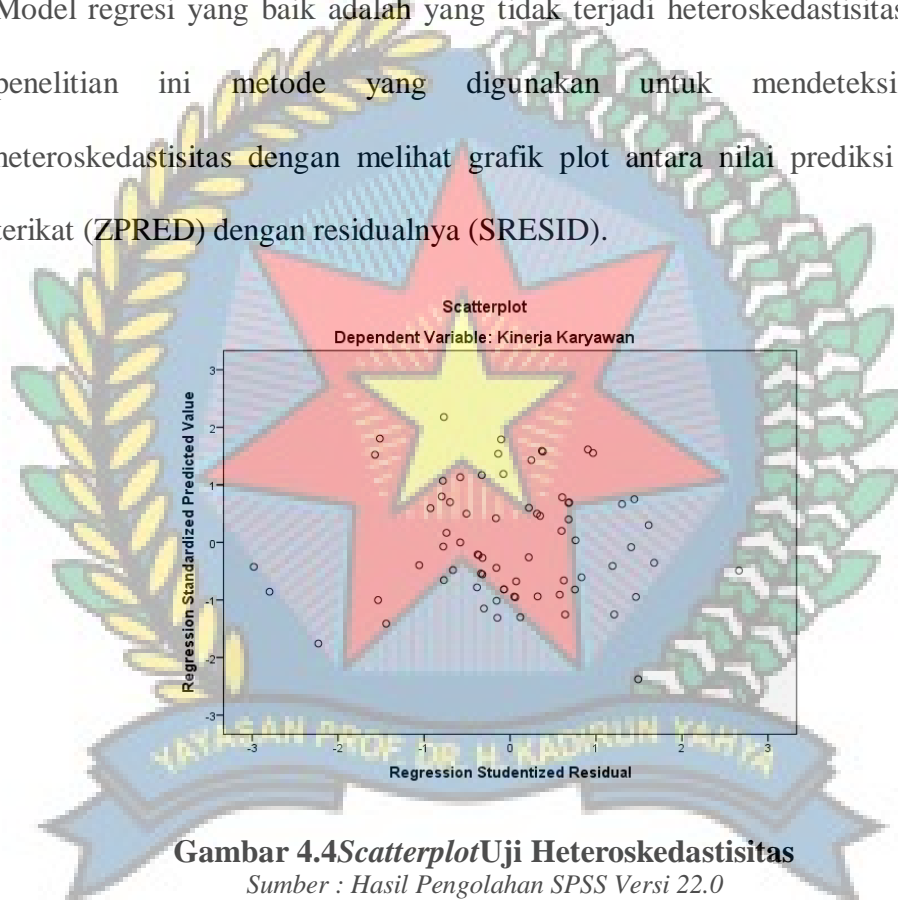 Model regresi yang baik adalah yang tidak terjadi heteroskedastisitas
penelitian ini metode yang digunakan untuk mendeteksi
heteroskedastisitas dengan melihat grafik plot antara nilai prediksi
terikat (ZPRED) dengan residualnya (SRESID).
Scatterplot
Dependent Variable: Kinerja Karyawan
Regression Standardized Predicted Value
3
2
1
0
-1
-2
-3
-3 -2 -1 0 1 2 3
Regression Studentized Residual
YAYASAN PROF. DR. H. KADIRUN YAHYA
Gambar 4.4ScatterplotUji Heteroskedastisitas
Sumber : Hasil Pengolahan SPSS Versi 22.0